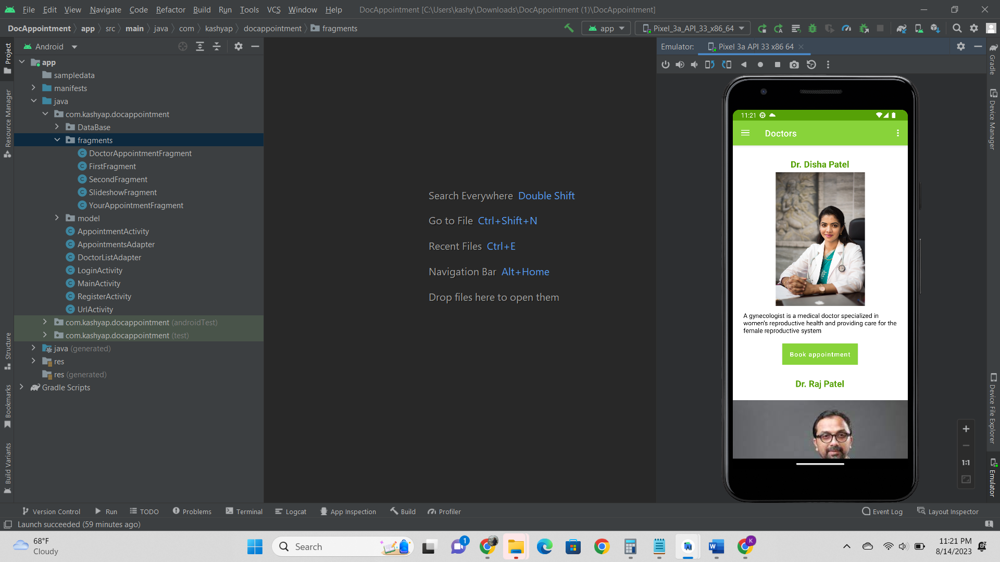 File Edit View Navigate Code Refactor Build Run Tools VCS Window Help DocAppointment [C:\Users\kashy\Downloads\DocAppointment (1)\DocAppointment]
DocAppointment app src main java com kashyap docappointment fragments
app Pixel_3a_API_33_x86_64
Android
Emulator: Pixel 3a API 33 x86 64
Project
Resource Manager
Structure
Bookmarks
Build Variants
app
sampledata
manifests
java
com.kashyap.docappointment
DataBase
fragments
DoctorAppointmentFragment
FirstFragment
SecondFragment
SlideshowFragment
YourAppointmentFragment
model
AppointmentActivity
AppointmentsAdapter
DoctorListAdapter
LoginActivity
MainActivity
RegisterActivity
UrlActivity
com.kashyap.docappointment (androidTest)
com.kashyap.docappointment (test)
java (generated)
res
res (generated)
Gradle Scripts
Search Everywhere Double Shift
Go to File Ctrl+Shift+N
Recent Files Ctrl+E
Navigation Bar Alt+Home
Drop files here to open them
11:21
Doctors
Dr. Disha Patel
A gynecologist is a medical doctor specialized in
women's reproductive health and providing care for the
female reproductive system
Book appointment
Dr. Raj Patel
1:1
Gradle
Device Manager
Device File Explorer
Emulator
Version Control Run TODO Problems Terminal Logcat App Inspection Build Profiler Event Log Layout Inspector
Launch succeeded (59 minutes ago)
68°F
Cloudy
Search
1
K
11:21 PM
8/14/2023